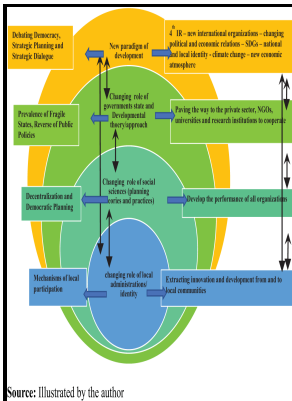 Debating Democracy,
Strategic Planning and
Strategic Dialogue
New paradigm of
development
4 IR – new international organizations – changing
political and economic relations – SDGs – national
and local identity - climate change – new economic
atmosphere
Prevalence of Fragile
States, Reverse of Public
Policies
Changing role of
governments state and
Developmental
theory/approach
Paving the way to the private sector, NGOs,
universities and research institutions to cooperate
Decentralization and
Democratic Planning
Changing role of social
sciences (planning
ories and practices)
Develop the performance of all organizations
Mechanisms of local
participation
changing role of local
administrations/
identity
Extracting innovation and development from and to
local communities
Source: Illustrated by the author